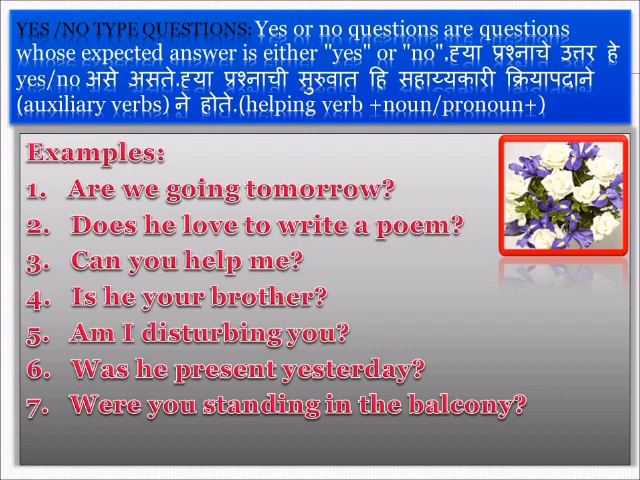 YES /NO TYPE QUESTIONS: Yes or no questions are questions
whose expected answer is either "yes" or "no".ह्या प्रश्नाचे उत्तर हे
yes/no असे असते.ह्या प्रश्नाची सुरुवात हि सहाय्यकारी क्रियापदाने
(auxiliary verbs) ने होते.(helping verb +noun/pronoun+)
Examples:
1. Are we going tomorrow?
2. Does he love to write a poem?
3. Can you help me?
4. Is he your brother?
5. Am I disturbing you?
6. Was he present yesterday?
7. Were you standing in the balcony?